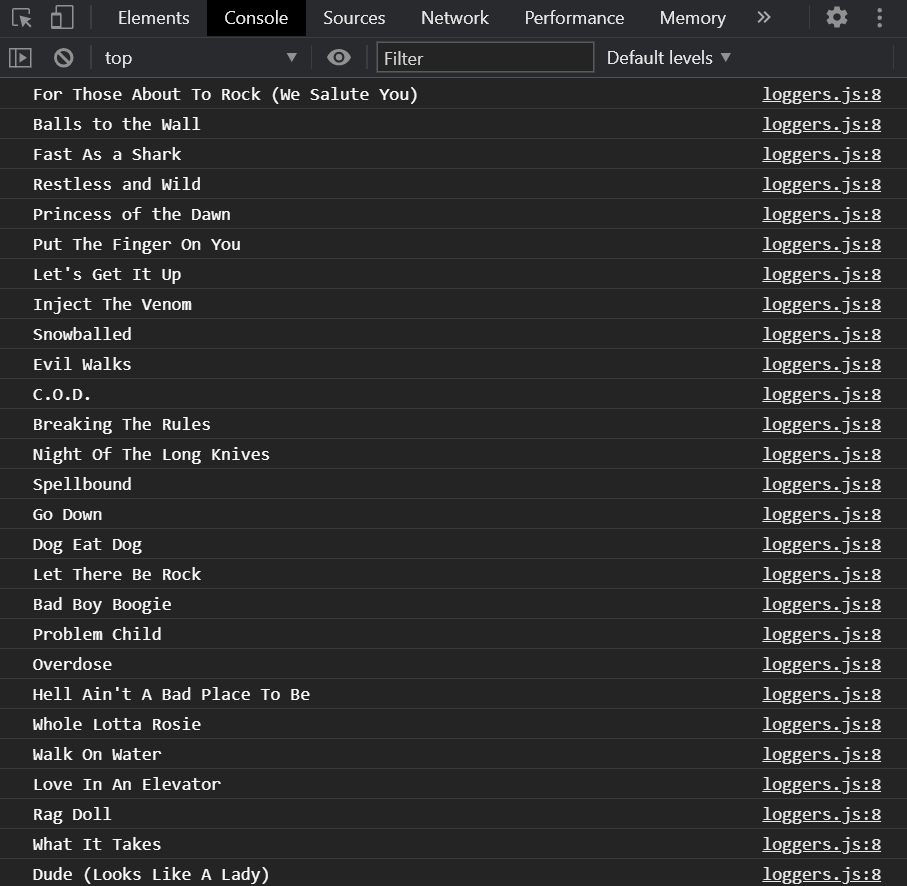 Elements Console Sources Network Performance Memory »
top ▼ Filter Default levels ▼
For Those About To Rock (We Salute You) loggers.js:8
Balls to the Wall loggers.js:8
Fast As a Shark loggers.js:8
Restless and Wild loggers.js:8
Princess of the Dawn loggers.js:8
Put The Finger On You loggers.js:8
Let's Get It Up loggers.js:8
Inject The Venom loggers.js:8
Snowballed loggers.js:8
Evil Walks loggers.js:8
C.O.D. loggers.js:8
Breaking The Rules loggers.js:8
Night Of The Long Knives loggers.js:8
Spellbound loggers.js:8
Go Down loggers.js:8
Dog Eat Dog loggers.js:8
Let There Be Rock loggers.js:8
Bad Boy Boogie loggers.js:8
Problem Child loggers.js:8
Overdose loggers.js:8
Hell Ain't A Bad Place To Be loggers.js:8
Whole Lotta Rosie loggers.js:8
Walk On Water loggers.js:8
Love In An Elevator loggers.js:8
Rag Doll loggers.js:8
What It Takes loggers.js:8
Dude (Looks Like A Lady) loggers.js:8